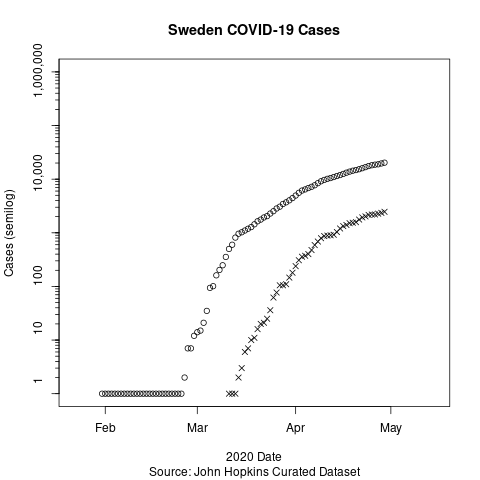 Sweden COVID-19 Cases
Cases (semilog)
1,000,000
10,000
100
10
1
Feb Mar Apr May
2020 Date
Source: John Hopkins Curated Dataset